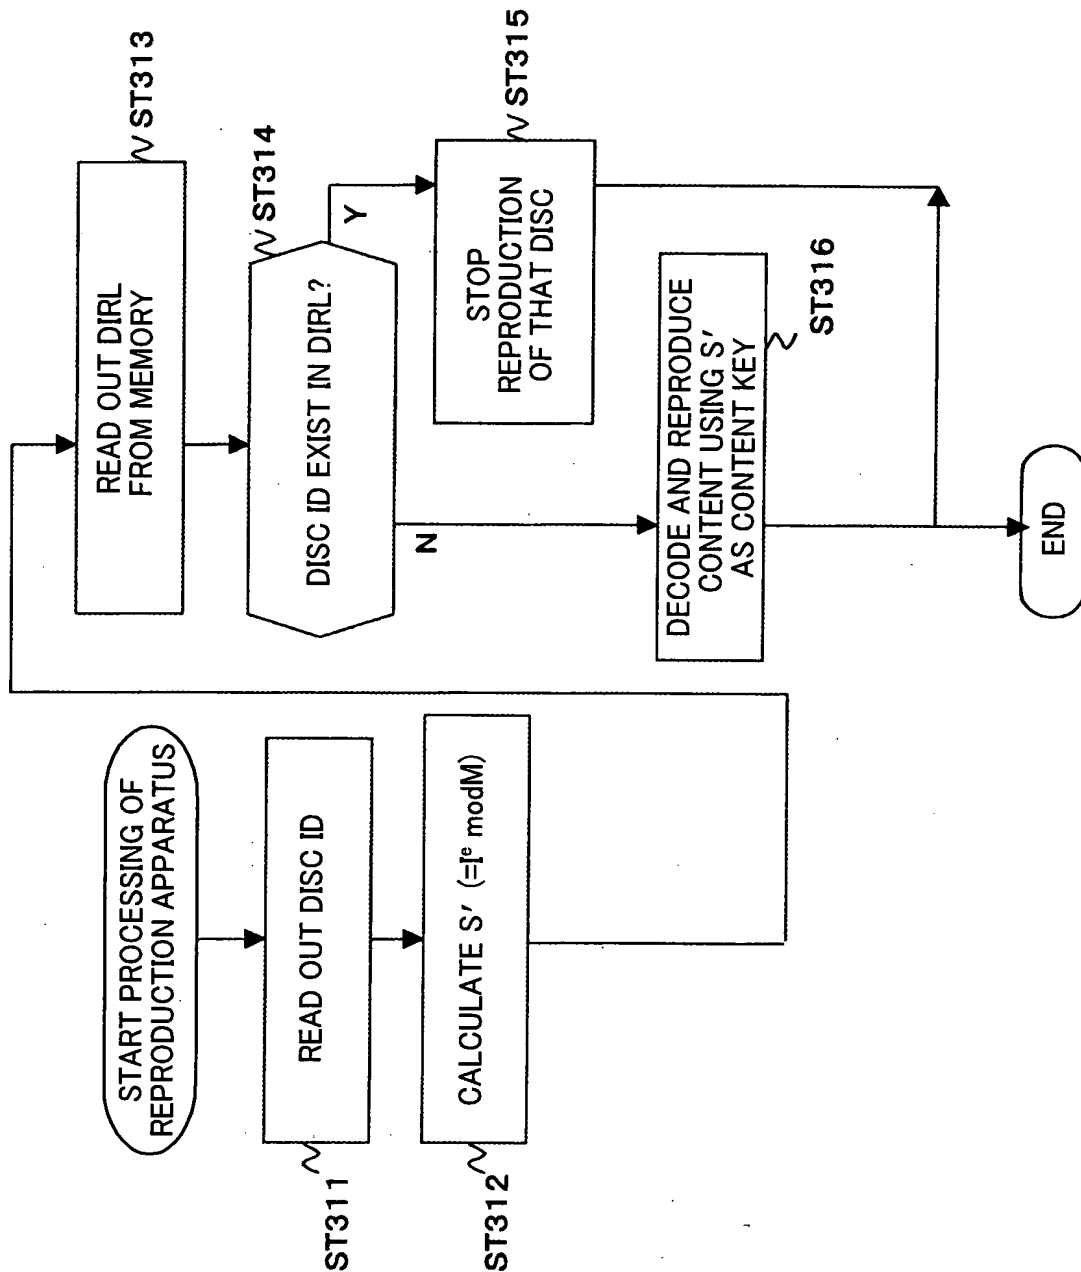 START PROCESSING OF
REPRODUCTION APPARATUS
READ OUT DISC ID
ST311
CALCULATE S′ (=Iᵉ modM)
ST312
READ OUT DIRL
FROM MEMORY
ST313
DISC ID EXIST IN DIRL?
ST314
Y
N
STOP
REPRODUCTION
OF THAT DISC
ST315
DECODE AND REPRODUCE
CONTENT USING S′
AS CONTENT KEY
ST316
END